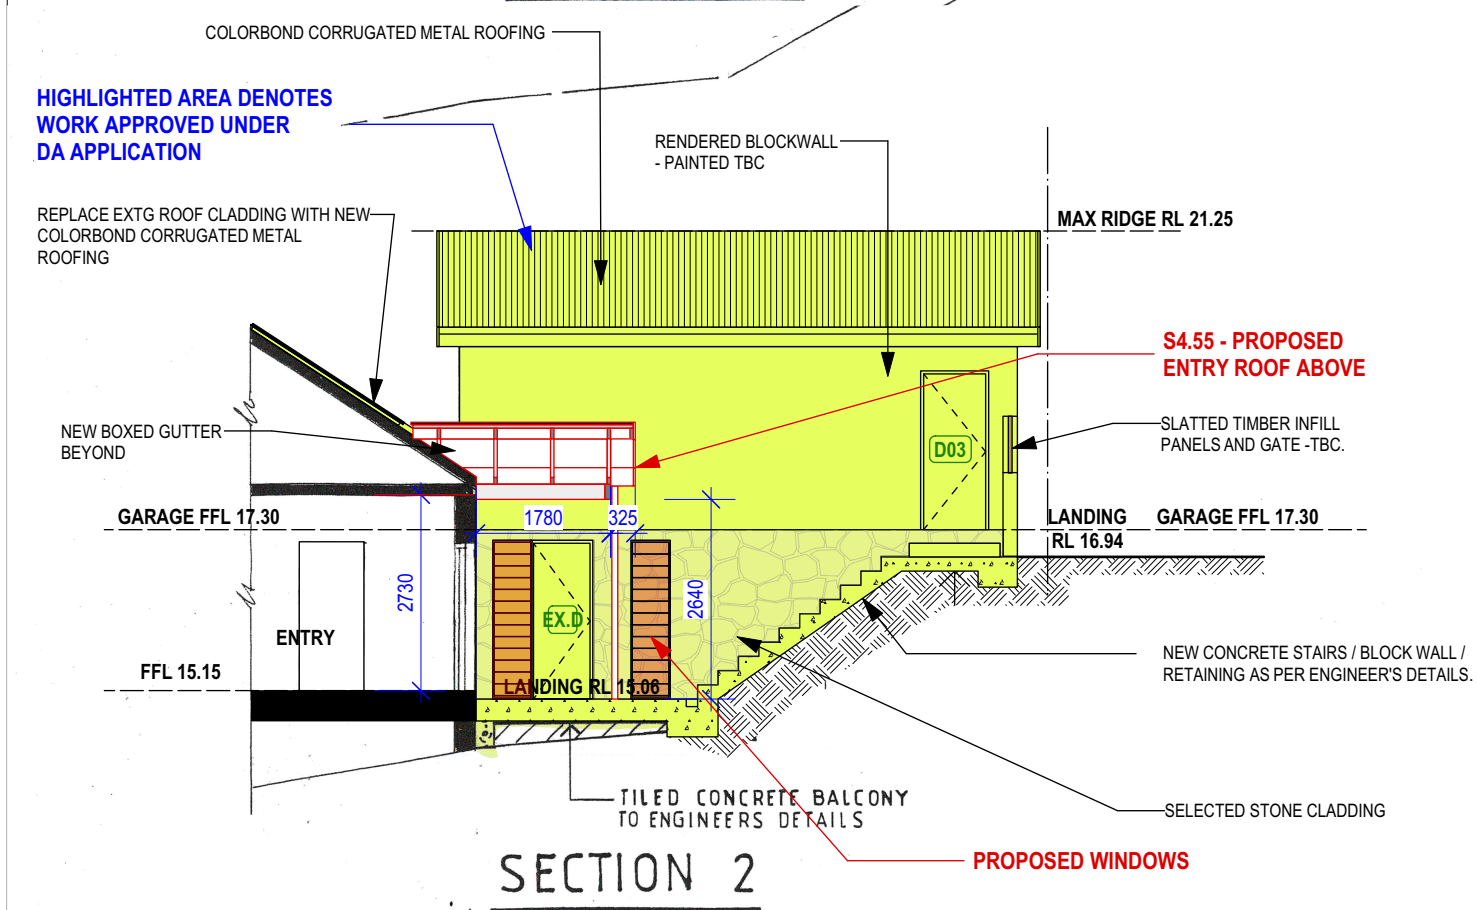 COLORBOND CORRUGATED METAL ROOFING
HIGHLIGHTED AREA DENOTES
WORK APPROVED UNDER
DA APPLICATION
RENDERED BLOCKWALL
- PAINTED TBC
REPLACE EXTG ROOF CLADDING WITH NEW
COLORBOND CORRUGATED METAL
ROOFING
MAX RIDGE RL 21.25
S4.55 - PROPOSED
ENTRY ROOF ABOVE
NEW BOXED GUTTER
BEYOND
SLATTED TIMBER INFILL
PANELS AND GATE -TBC.
D03
GARAGE FFL 17.30
1780
325
LANDING
RL 16.94
GARAGE FFL 17.30
2730
2640
EX.D
ENTRY
FFL 15.15
LANDING RL 15.06
NEW CONCRETE STAIRS / BLOCK WALL /
RETAINING AS PER ENGINEER'S DETAILS.
TILED CONCRETE BALCONY
TO ENGINEERS DETAILS
SELECTED STONE CLADDING
PROPOSED WINDOWS
SECTION 2